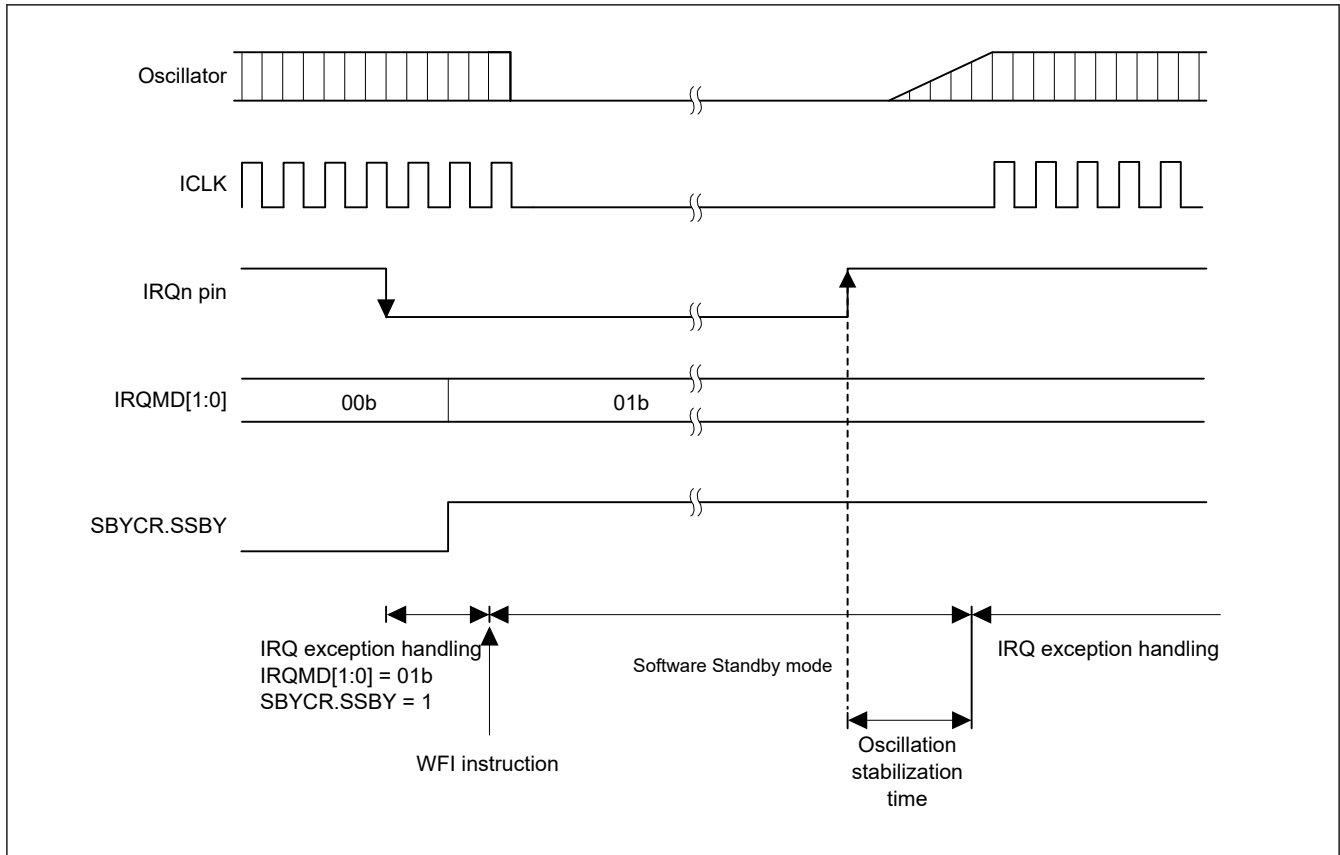 Oscillator
ICLK
IRQn pin
IRQMD[1:0]
00b
01b
SBYCR.SSBY
IRQ exception handling
IRQMD[1:0] = 01b
SBYCR.SSBY = 1
WFI instruction
Software Standby mode
Oscillation
stabilization
time
IRQ exception handling